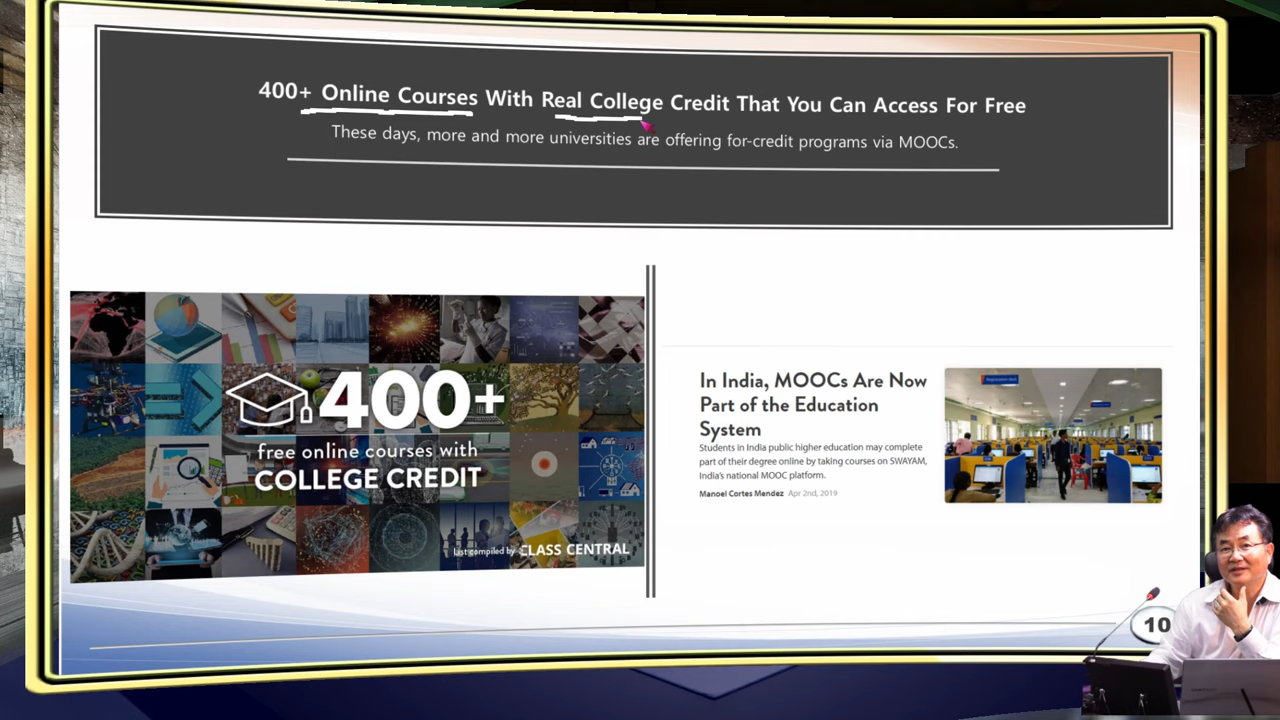 400+ Online Courses With Real College Credit That You Can Access For Free
These days, more and more universities are offering for-credit programs via MOOCs.
400+
free online courses with
COLLEGE CREDIT
list compiled by CLASS CENTRAL
In India, MOOCs Are Now
Part of the Education
System
Students in India public higher education may complete
part of their degree online by taking courses on SWAYAM,
India's national MOOC platform.
Manoel Cortes Mendez Apr 2nd, 2019
10